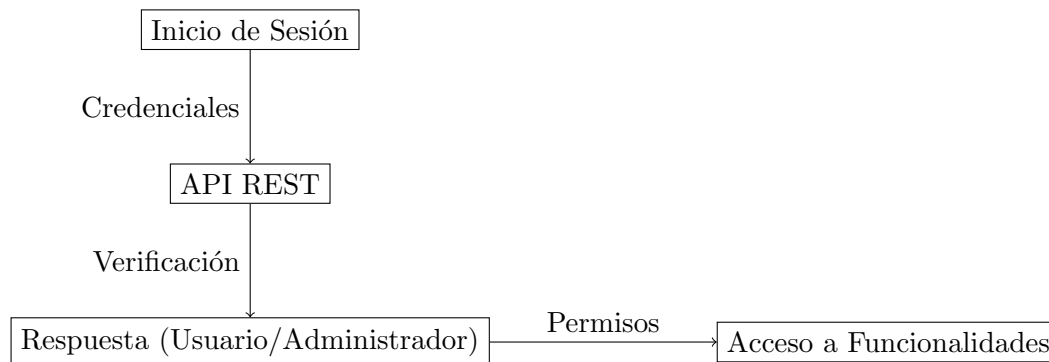 Inicio de Sesión
Credenciales
API REST
Verificación
Respuesta (Usuario/Administrador)
Permisos
Acceso a Funcionalidades